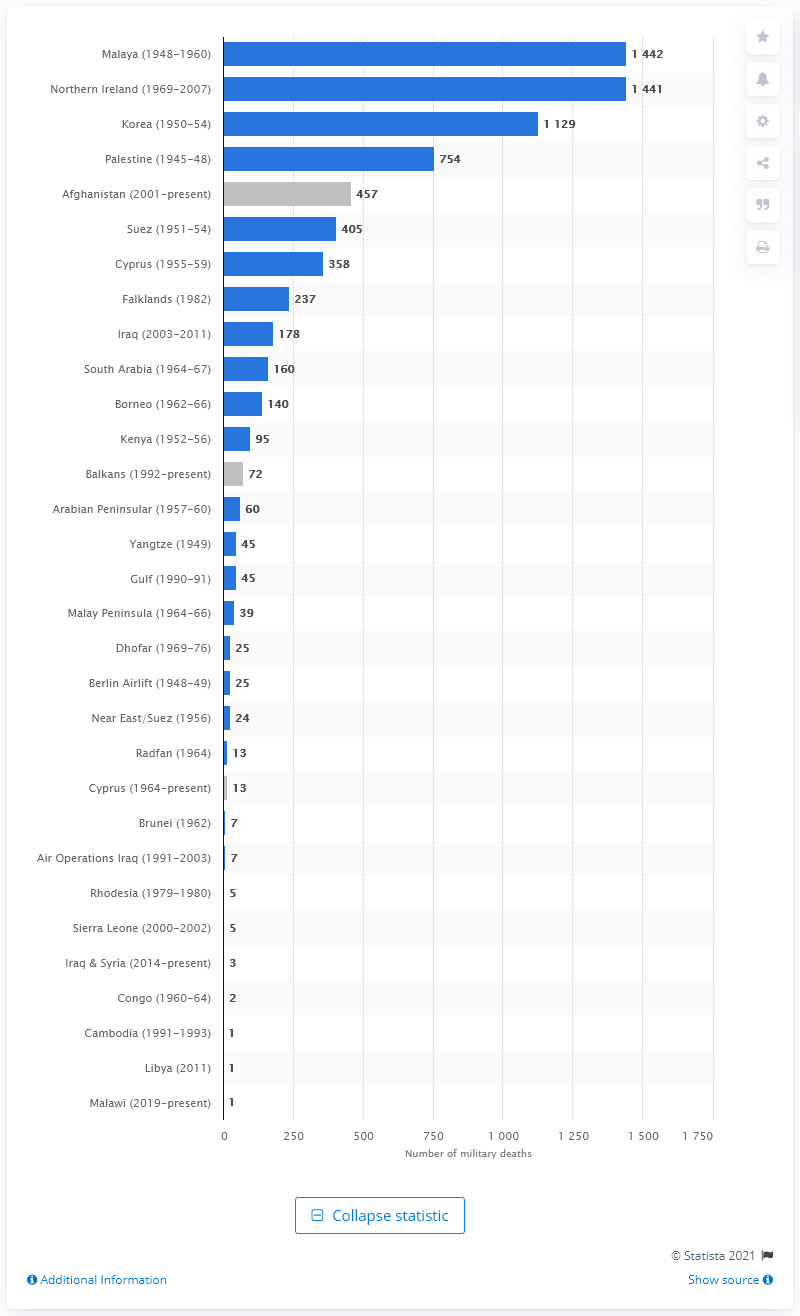 Malaya (1948-1960) 1 442
Northern Ireland (1969-2007) 1 441
Korea (1950-54) 1 129
Palestine (1945-48) 754
Afghanistan (2001-present) 457
Suez (1951-54) 405
Cyprus (1955-59) 358
Falklands (1982) 237
Iraq (2003-2011) 178
South Arabia (1964-67) 160
Borneo (1962-66) 140
Kenya (1952-56) 95
Balkans (1992-present) 72
Arabian Peninsular (1957-60) 60
Yangtze (1949) 45
Gulf (1990-91) 45
Malay Peninsula (1964-66) 39
Dhofar (1969-76) 25
Berlin Airlift (1948-49) 25
Near East/Suez (1956) 24
Radfan (1964) 13
Cyprus (1964-present) 13
Brunei (1962) 7
Air Operations Iraq (1991-2003) 7
Rhodesia (1979-1980) 5
Sierra Leone (2000-2002) 5
Iraq & Syria (2014-present) 3
Congo (1960-64) 2
Cambodia (1991-1993) 1
Libya (2011) 1
Malawi (2019-present) 1
0 250 500 750 1 000 1 250 1 500 1 750
Number of military deaths
Collapse statistic
© Statista 2021
Additional Information Show source